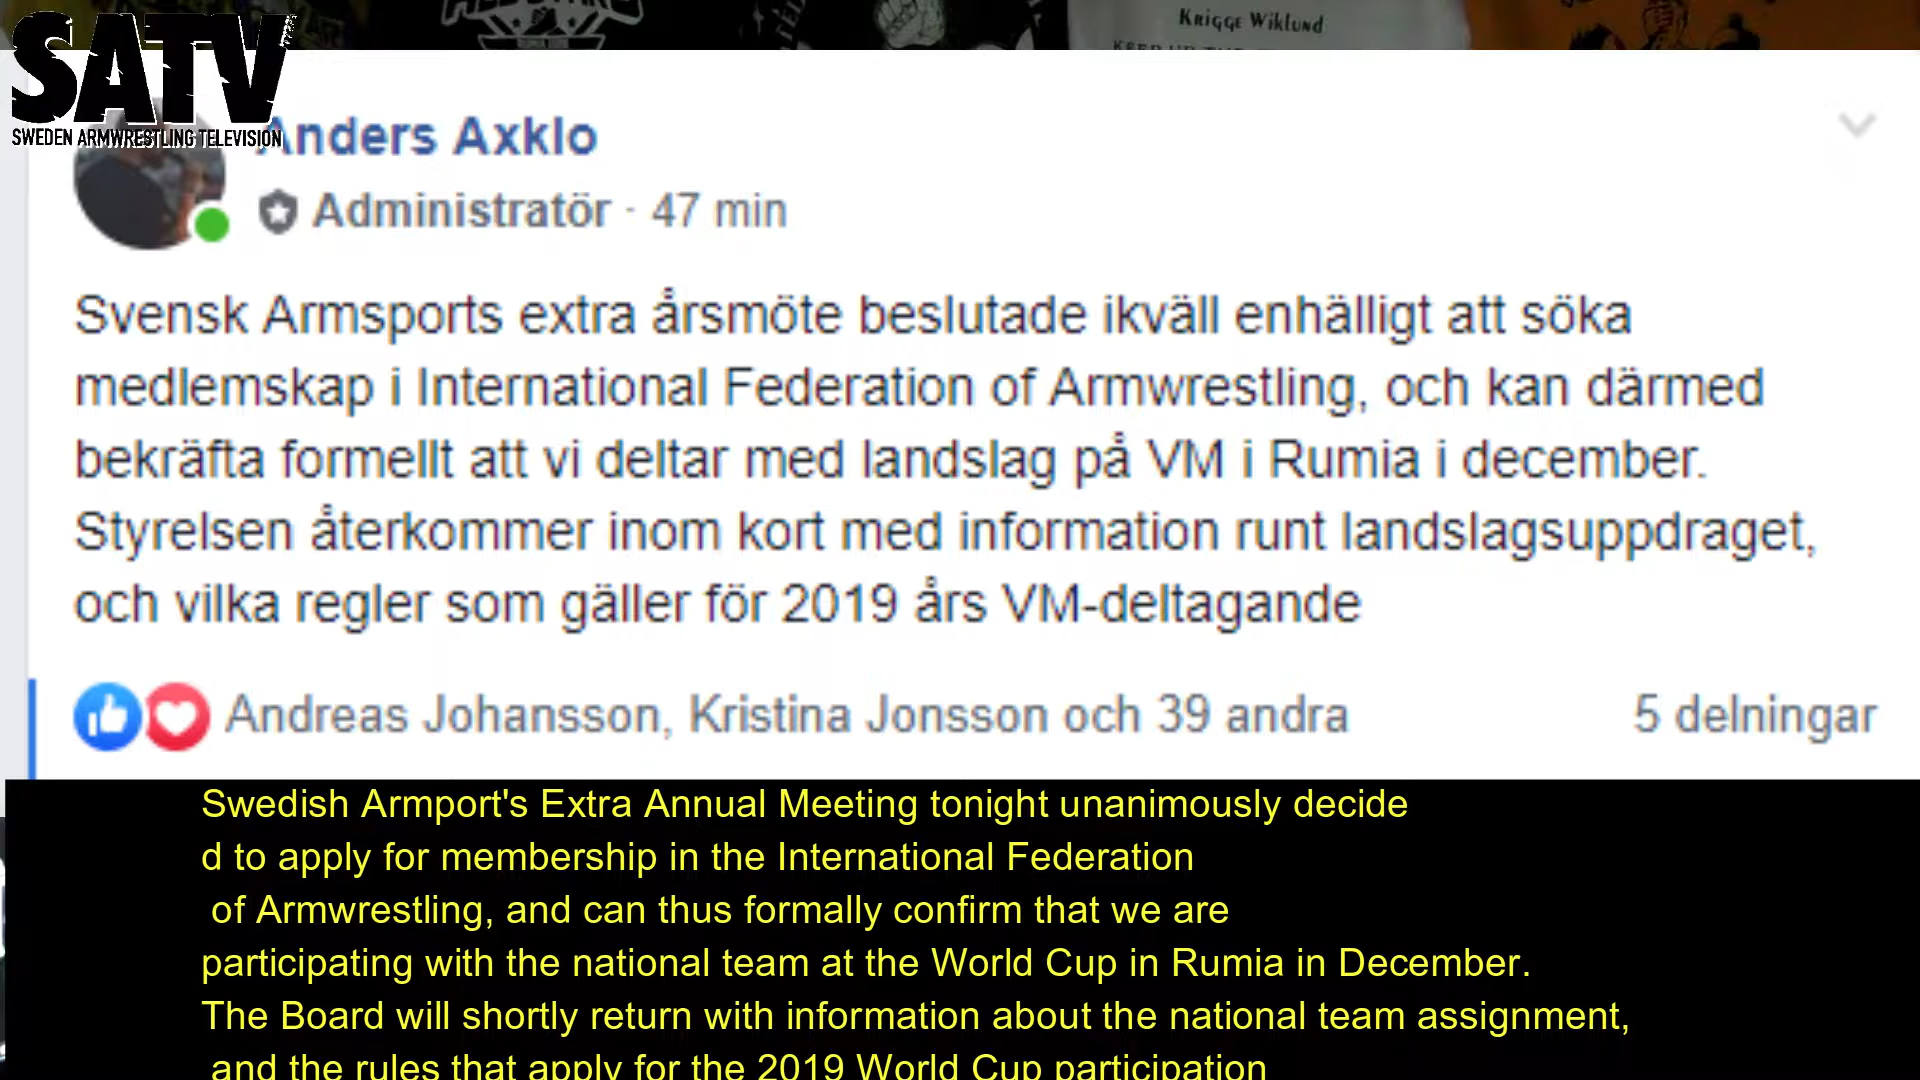 Krigge Wiklund
SATV
SWEDEN ARMWRESTLING TELEVISION
Anders Axklo
Administratör · 47 min
Svensk Armsports extra årsmöte beslutade ikväll enhälligt att söka
medlemskap i International Federation of Armwrestling, och kan därmed
bekräfta formellt att vi deltar med landslag på VM i Rumia i december.
Styrelsen återkommer inom kort med information runt landslagsuppdraget,
och vilka regler som gäller för 2019 års VM-deltagande
Andreas Johansson, Kristina Jonsson och 39 andra 5 delningar
Swedish Armport's Extra Annual Meeting tonight unanimously decide
d to apply for membership in the International Federation
of Armwrestling, and can thus formally confirm that we are
participating with the national team at the World Cup in Rumia in December.
The Board will shortly return with information about the national team assignment,
and the rules that apply for the 2019 World Cup participation